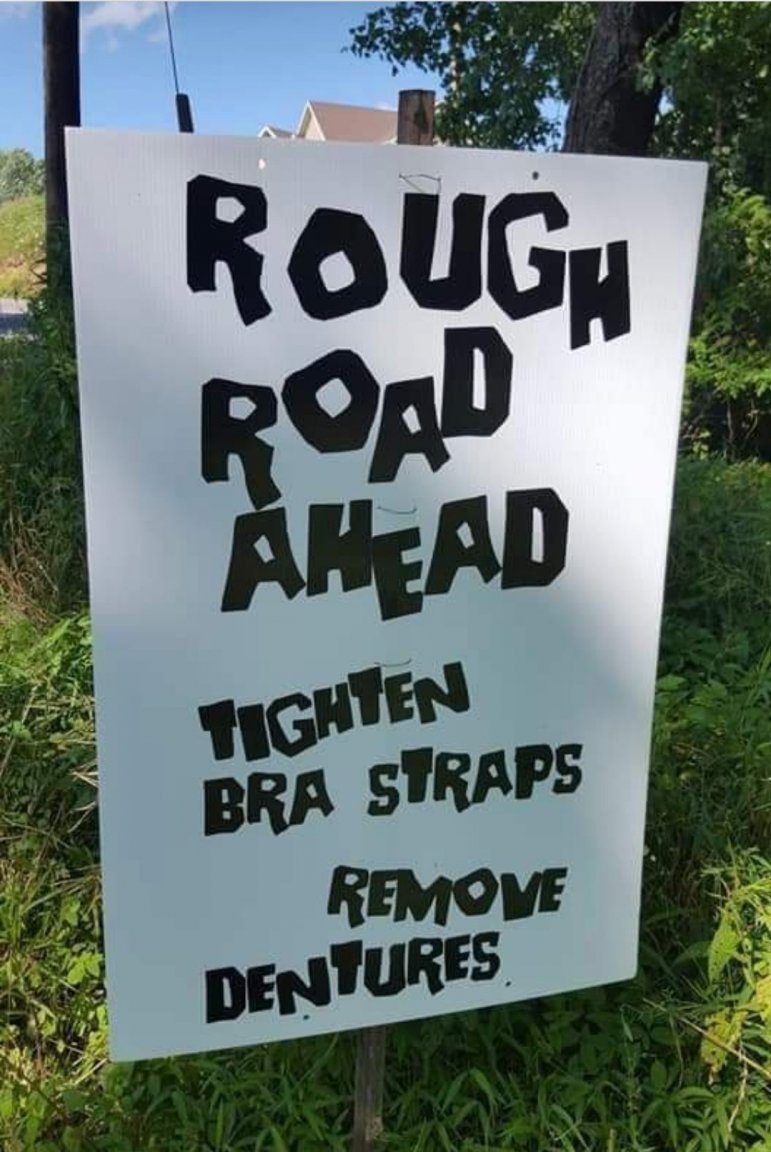 ROUGH
ROAD
AHEAD
TIGHTEN
BRA STRAPS
REMOVE
DENTURES